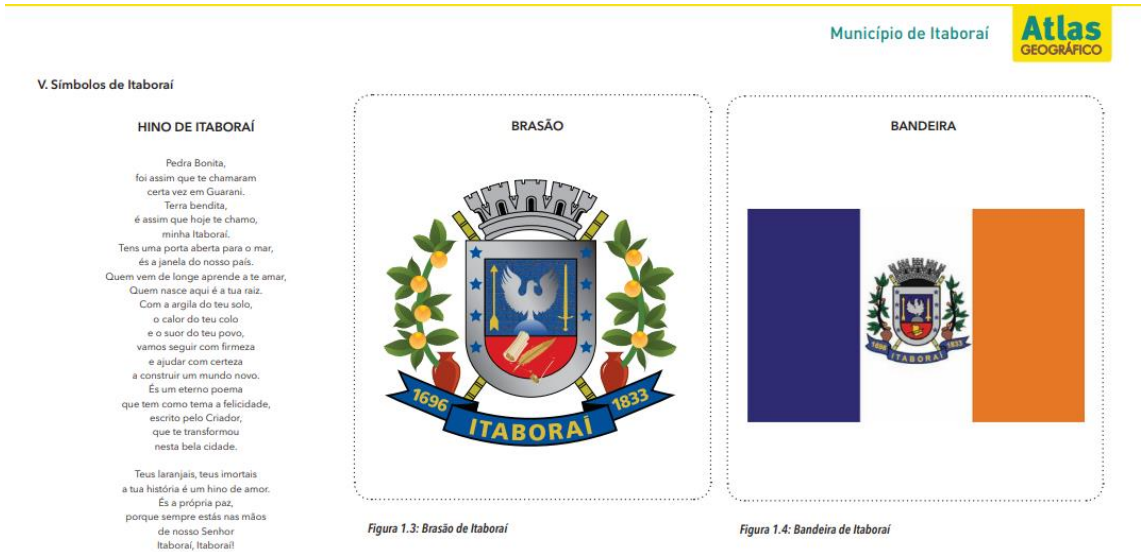 Município de Itaboraí
Atlas
GEOGRÁFICO
V. Símbolos de Itaboraí
HINO DE ITABORAÍ
Pedra Bonita,
foi assim que te chamaram
certa vez em Guarani.
Terra bendita,
é assim que hoje te chamo,
minha Itaboraí.
Tens uma porta aberta para o mar,
és a janela do nosso país.
Quem vem de longe aprende a te amar,
Quem nasce aqui é a tua raiz.
Com a argila do teu solo,
o calor do teu colo
e o suor do teu povo,
vamos seguir com firmeza
e ajudar com certeza
a construir um mundo novo.
És um eterno poema
que tem como tema a felicidade,
escrito pelo Criador,
que te transformou
nesta bela cidade.
Teus laranjais, teus imortais
a tua história é um hino de amor.
És a própria paz,
porque sempre estás nas mãos
de nosso Senhor
Itaboraí, Itaboraí!
BRASÃO
1696
ITABORAÍ
1833
Figura 1.3: Brasão de Itaboraí
BANDEIRA
1696
ITABORAÍ
1833
Figura 1.4: Bandeira de Itaboraí